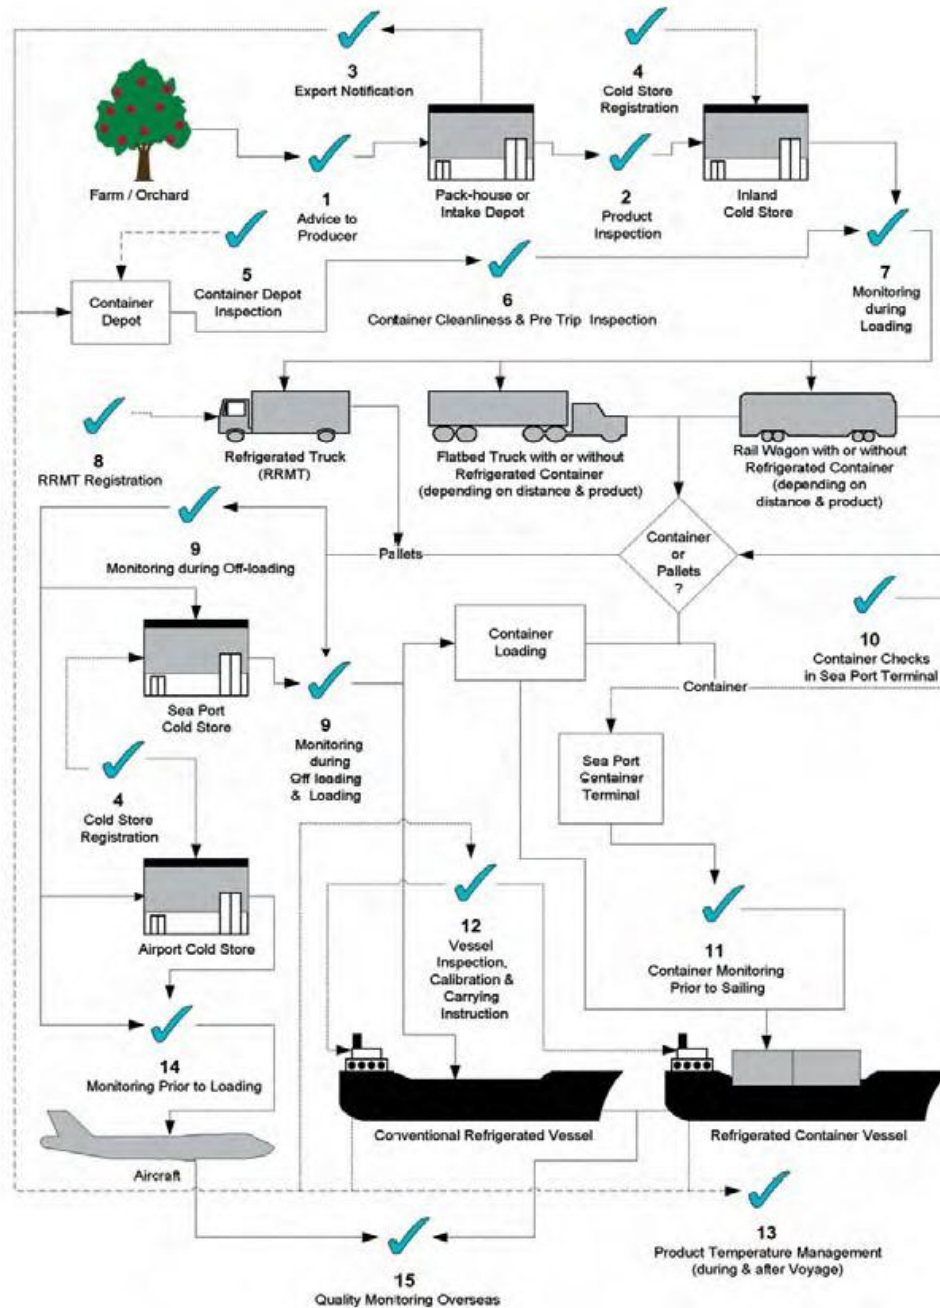 3
Export Notification
4
Cold Store
Registration
Farm / Orchard
1
Advice to
Producer
Pack-house or
Intake Depot
2
Product
Inspection
Inland
Cold Store
5
Container Depot
Inspection
Container
Depot
6
Container Cleanliness & Pre Trip Inspection
7
Monitoring
during
Loading
8
RRMT Registration
Refrigerated Truck
(RRMT)
Flatbed Truck with or without
Refrigerated Container
(depending on distance & product)
Rail Wagon with or without
Refrigerated Container
(depending on
distance & product)
9
Monitoring during Off-loading
Pallets
Container
or
Pallets
?
10
Container Checks
in Sea Port Terminal
Container
Loading
Container
Sea Port
Cold Store
9
Monitoring
during
Off loading
& Loading
Sea Port
Container
Terminal
4
Cold Store
Registration
Airport Cold Store
12
Vessel
Inspection,
Calibration &
Carrying
Instruction
11
Container Monitoring
Prior to Sailing
14
Monitoring Prior to Loading
Conventional Refrigerated Vessel
Refrigerated Container Vessel
Aircraft
13
Product Temperature Management
(during & after Voyage)
15
Quality Monitoring Overseas